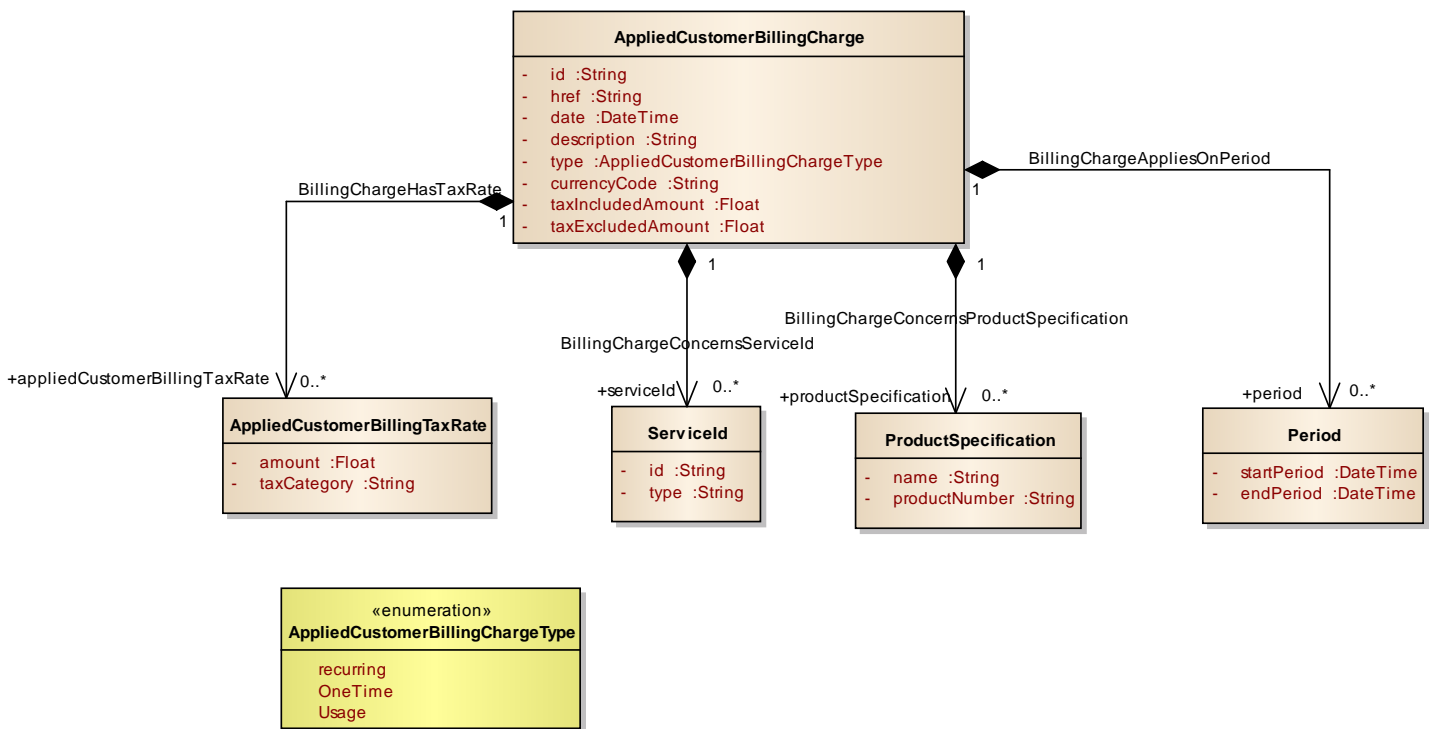 AppliedCustomerBillingCharge
- id :String
- href :String
- date :DateTime
- description :String
- type :AppliedCustomerBillingChargeType
- currencyCode :String
- taxIncludedAmount :Float
- taxExcludedAmount :Float
BillingChargeAppliesOnPeriod
1
BillingChargeHasTaxRate
1
1
1
BillingChargeConcernsProductSpecification
BillingChargeConcernsServiceId
+appliedCustomerBillingTaxRate
0..*
+serviceId
0..*
+productSpecification
0..*
+period
0..*
AppliedCustomerBillingTaxRate
- amount :Float
- taxCategory :String
ServiceId
- id :String
- type :String
ProductSpecification
- name :String
- productNumber :String
Period
- startPeriod :DateTime
- endPeriod :DateTime
«enumeration»
AppliedCustomerBillingChargeType
recurring
OneTime
Usage